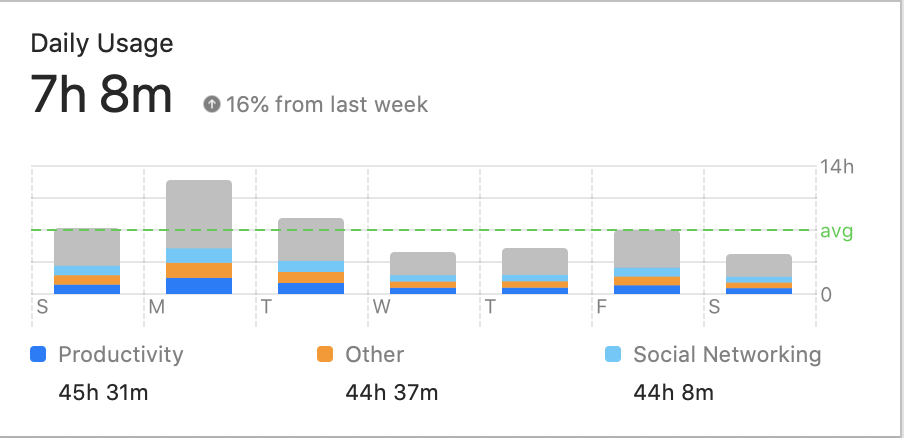 Daily Usage
7h 8m
16% from last week
14h
avg
0
S M T W T F S
Productivity Other Social Networking
45h 31m 44h 37m 44h 8m